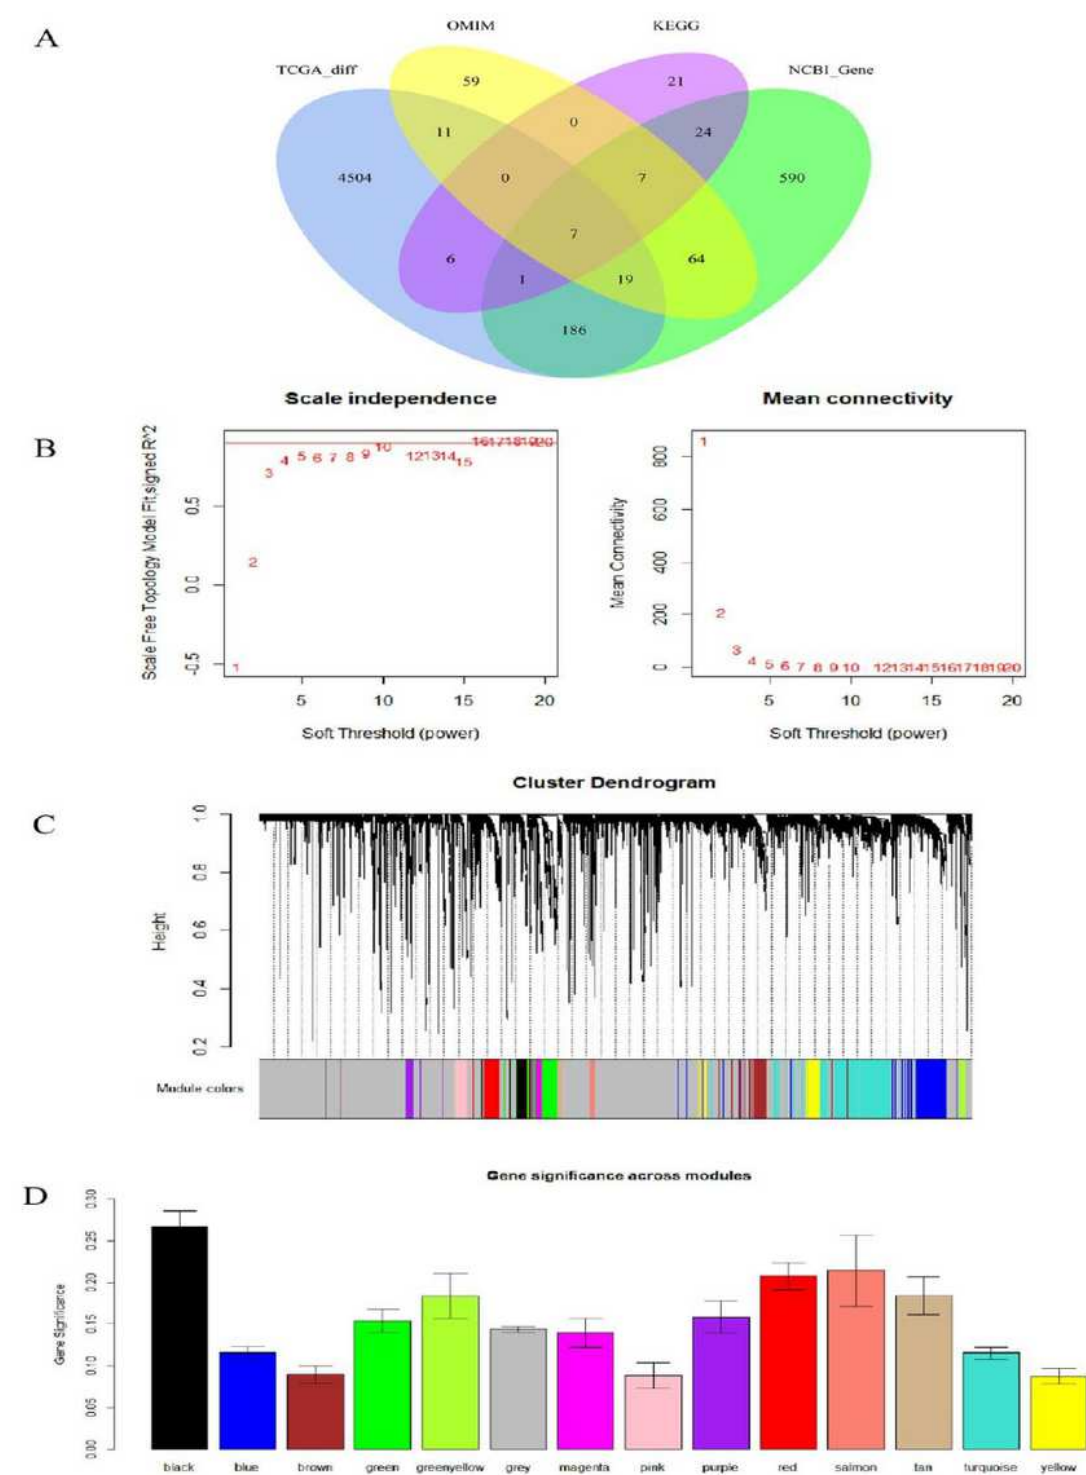 A
OMIM
KEGG
TCGA_diff
NCBI_Gene
59
21
11
0
24
4504
0
7
590
7
6
64
1
19
186
B
Scale independence
Mean connectivity
Scale Free Topology Model Fit,signed R^2
0.5
0.0
-0.5
1
2
3
4
5
6
7
8
9
10
12
13
14
15
16
17
18
19
20
5
10
15
20
Soft Threshold (power)
Mean Connectivity
800
600
400
200
0
1
2
3
4
5
6
7
8
9
10
12
13
14
15
16
17
18
19
20
5
10
15
20
Soft Threshold (power)
C
Cluster Dendrogram
Height
1.0
0.8
0.6
0.4
0.2
Module colors
D
Gene significance across modules
Gene Significance
0.30
0.25
0.20
0.15
0.10
0.05
0.00
black
blue
brown
green
greenyellow
grey
magenta
pink
purple
red
salmon
tan
turquoise
yellow